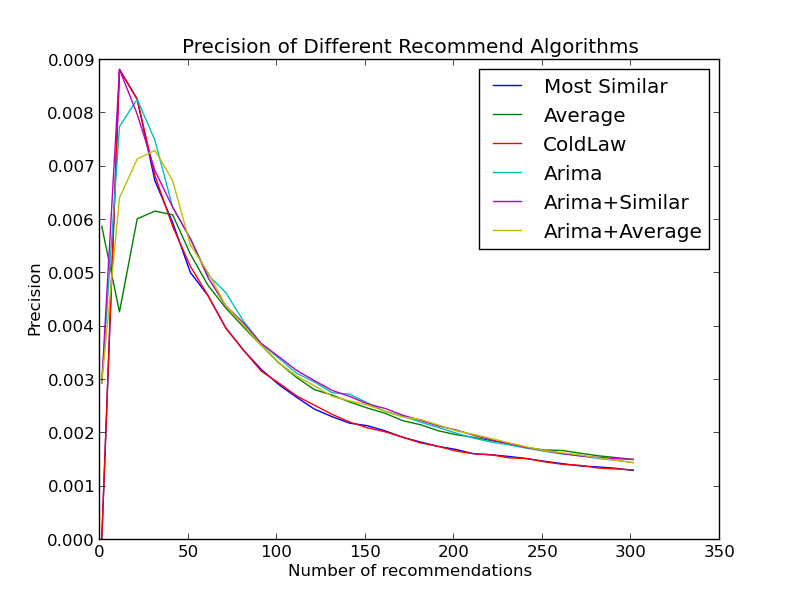 Precision of Different Recommend Algorithms
0.009
0.008
0.007
0.006
0.005
0.004
0.003
0.002
0.001
0.000
Precision
Most Similar
Average
ColdLaw
Arima
Arima+Similar
Arima+Average
0 50 100 150 200 250 300 350
Number of recommendations